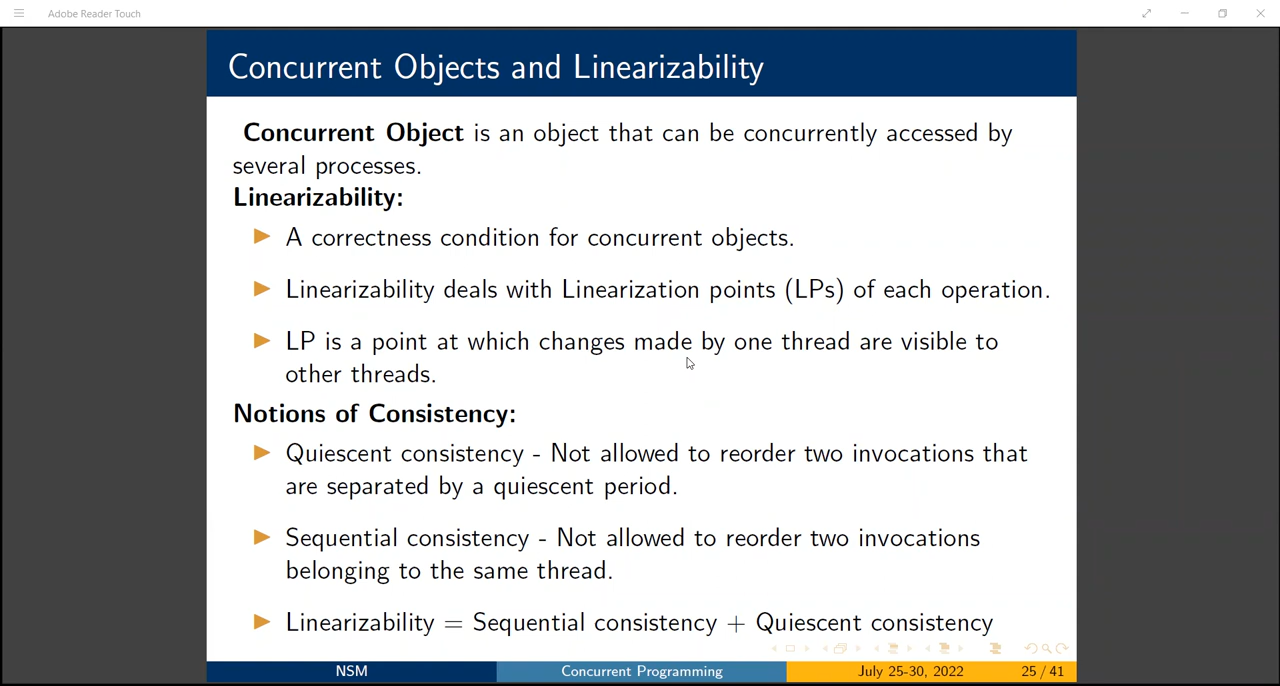 Adobe Reader Touch
Concurrent Objects and Linearizability
Concurrent Object is an object that can be concurrently accessed by
several processes.
Linearizability:
A correctness condition for concurrent objects.
Linearizability deals with Linearization points (LPs) of each operation.
LP is a point at which changes made by one thread are visible to
other threads.
Notions of Consistency:
Quiescent consistency - Not allowed to reorder two invocations that
are separated by a quiescent period.
Sequential consistency - Not allowed to reorder two invocations
belonging to the same thread.
Linearizability = Sequential consistency + Quiescent consistency
NSM Concurrent Programming July 25-30, 2022 25 / 41